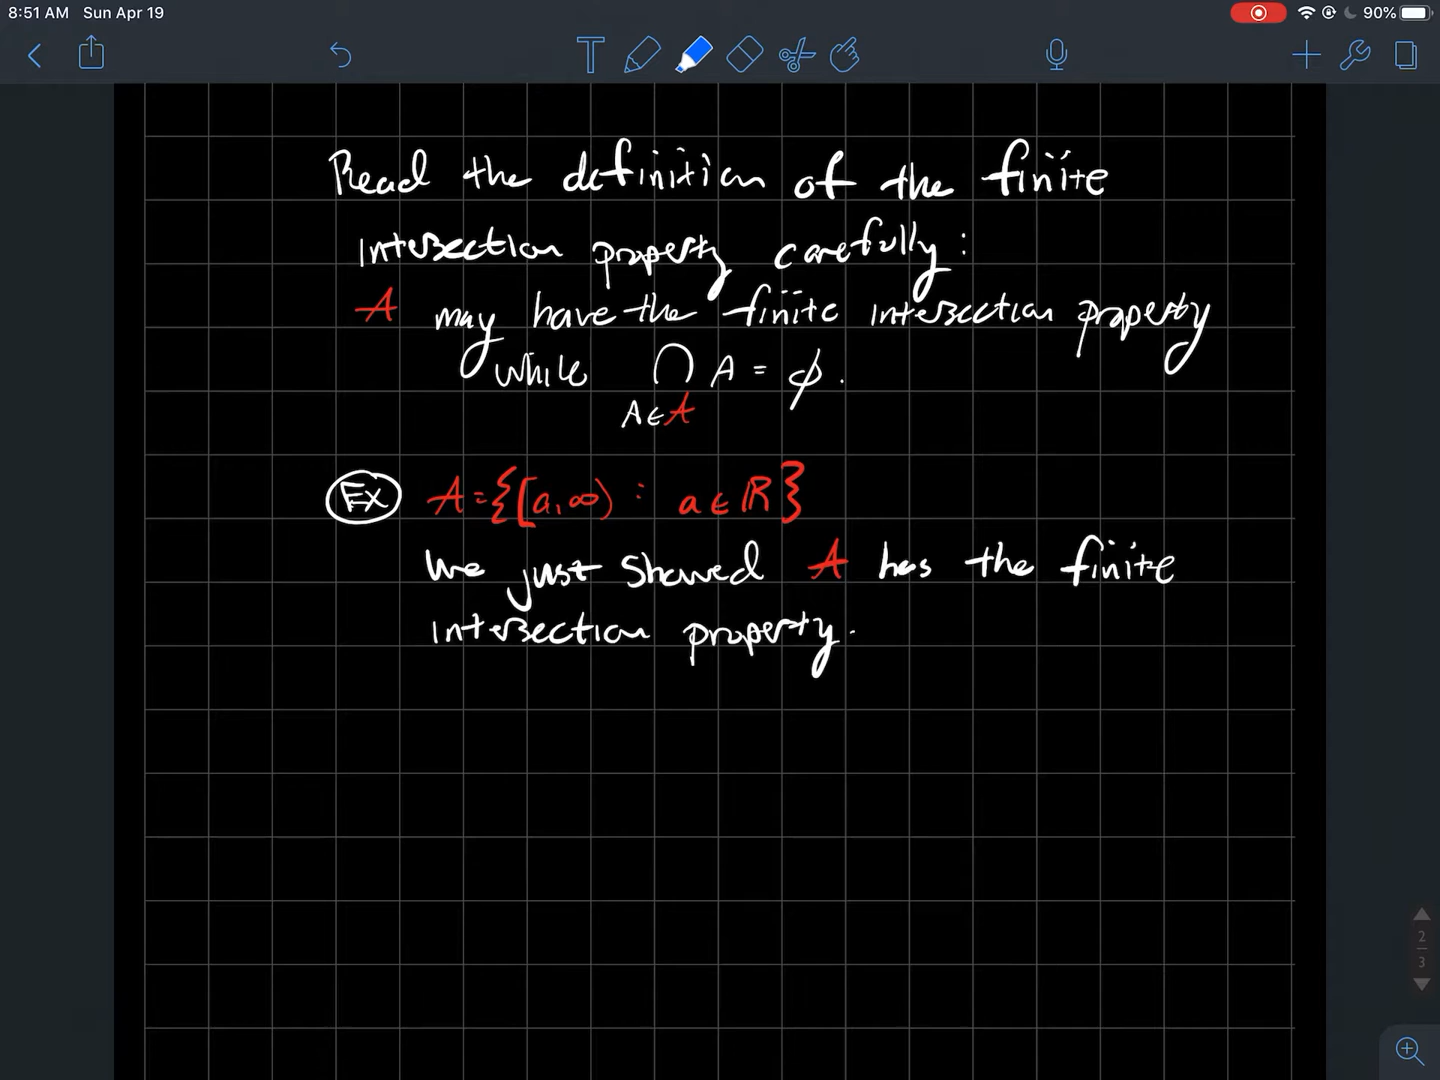 8:51 AM Sun Apr 19
90%
T
Read the definition of the finite
intersection property carefully:
A may have the finite intersection property
while ⋂ A = ϕ.
A∈A
Ex A={[a,∞) : a∈ℝ}
We just showed A has the finite
intersection property.
2
3